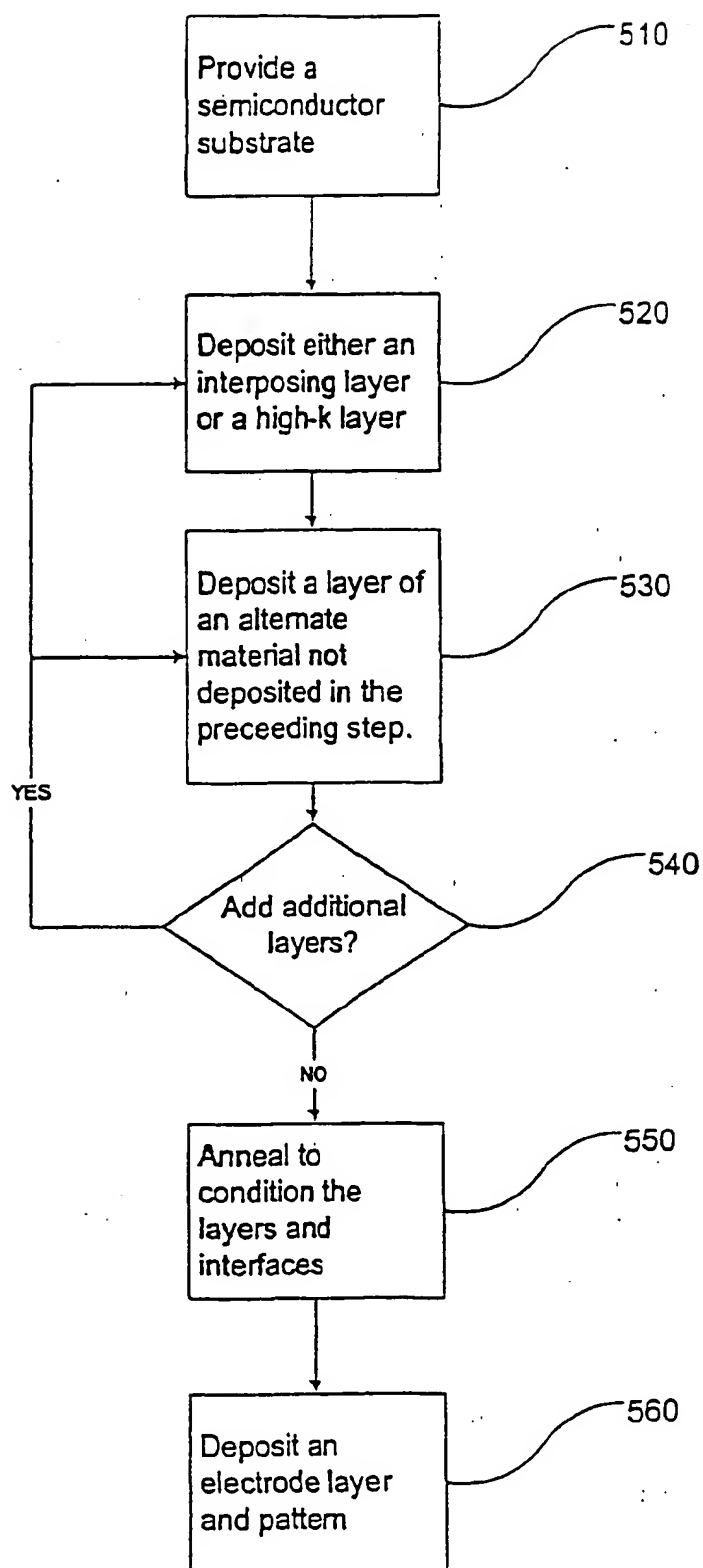 510
Provide a
semiconductor
substrate
520
Deposit either an
interposing layer
or a high-k layer
530
Deposit a layer of
an alternate
material not
deposited in the
preceeding step.
YES
540
Add additional
layers?
NO
550
Anneal to
condition the
layers and
interfaces
560
Deposit an
electrode layer
and pattern